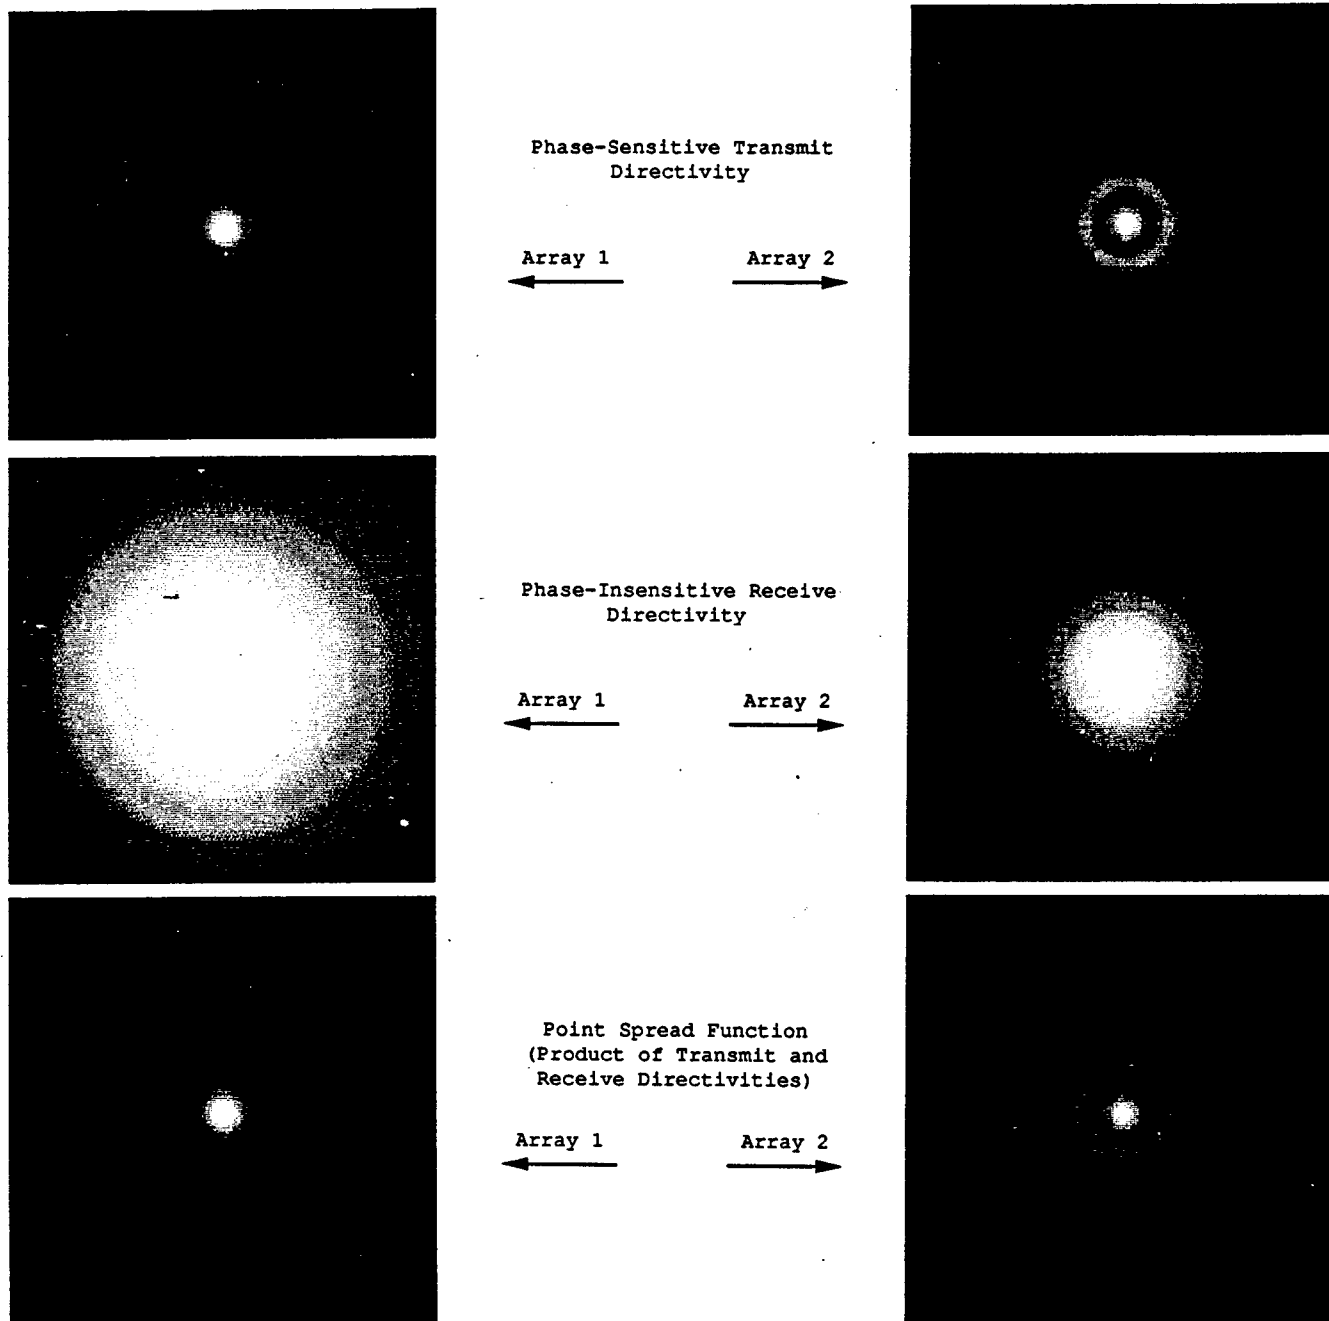 Phase-Sensitive Transmit
Directivity
Array 1
Array 2
Phase-Insensitive Receive
Directivity
Array 1
Array 2
Point Spread Function
(Product of Transmit and
Receive Directivities)
Array 1
Array 2